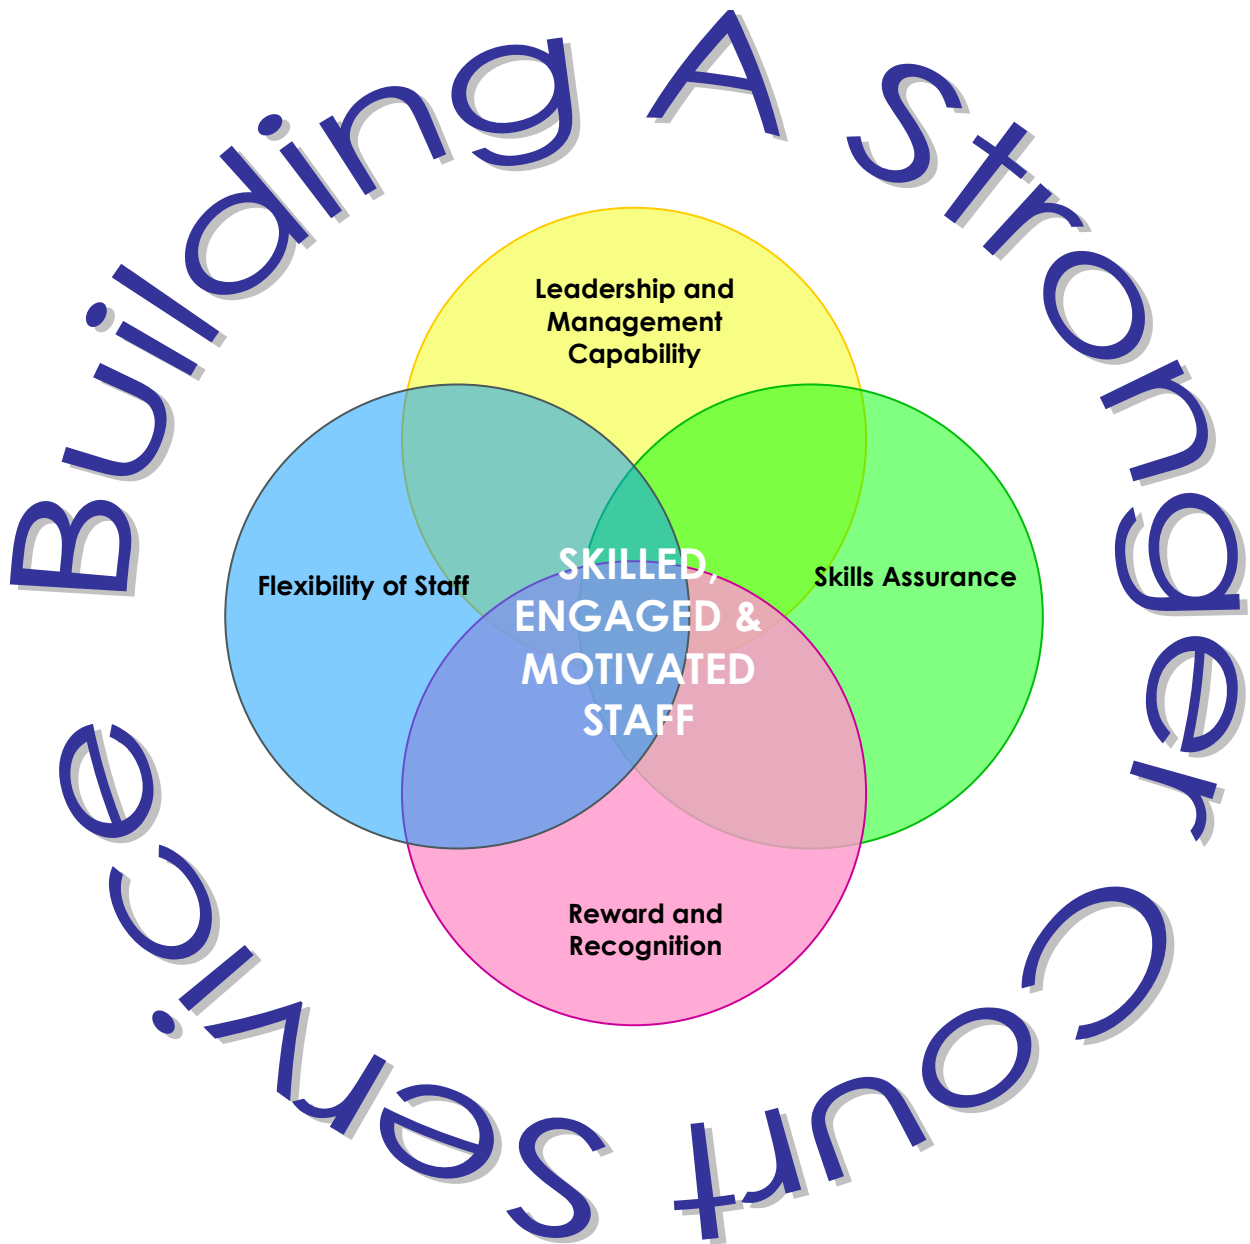 Building A Stronger Court Service
Leadership and
Management
Capability
Flexibility of Staff
Skills Assurance
SKILLED,
ENGAGED &
MOTIVATED
STAFF
Reward and
Recognition